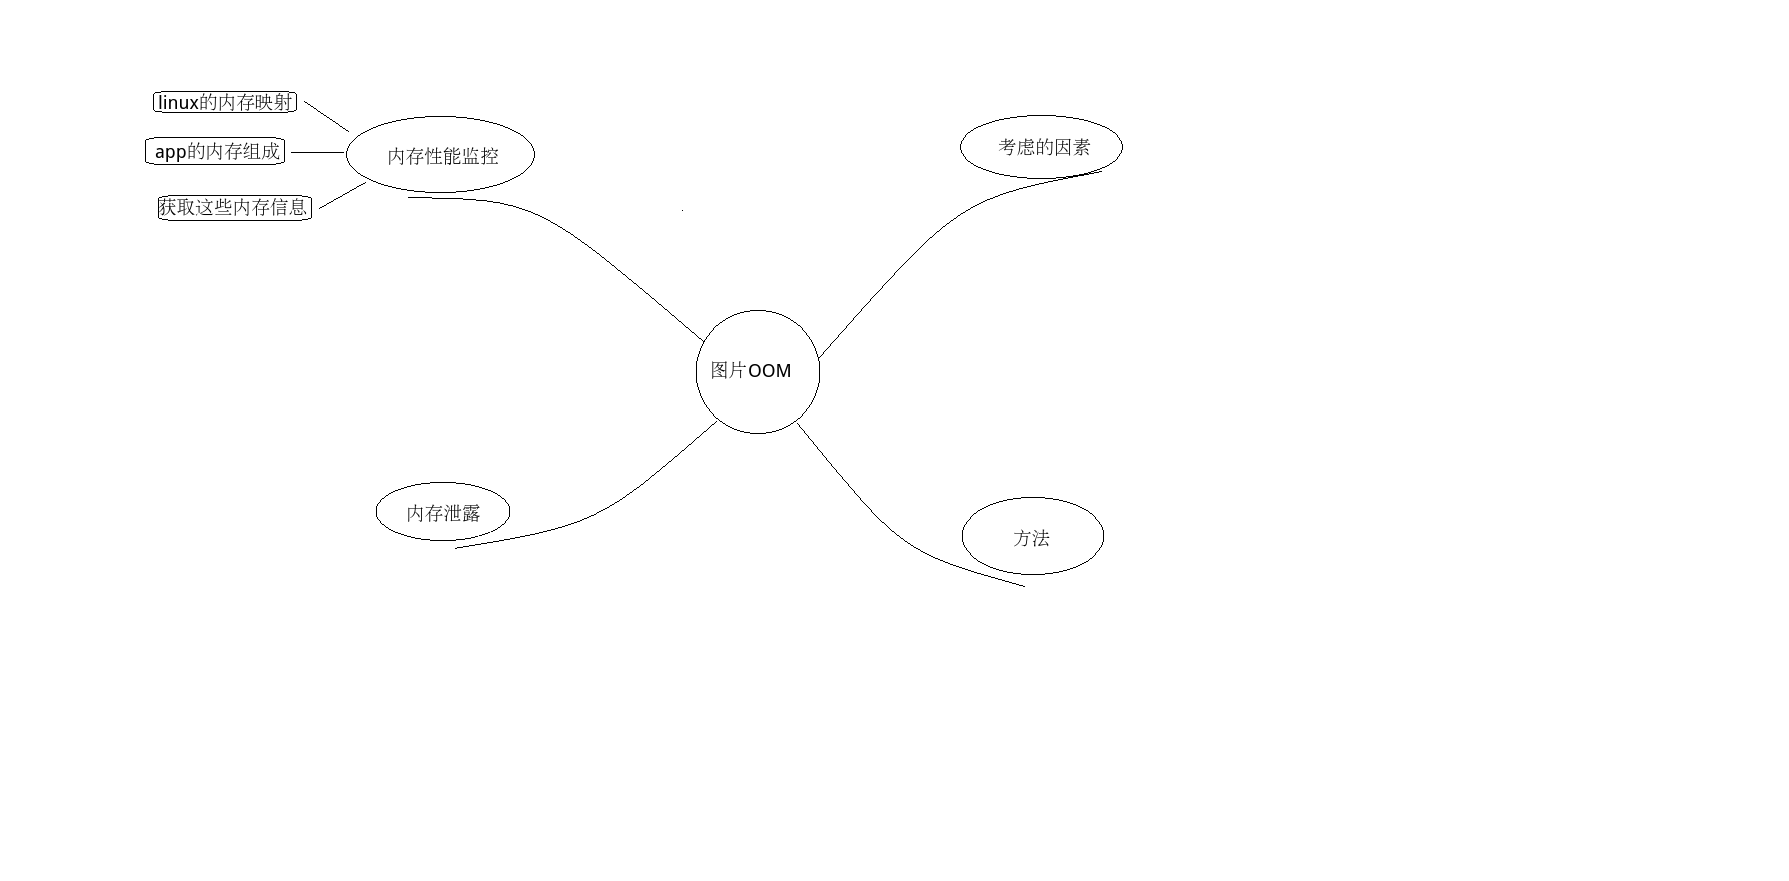 linux的内存映射
app的内存组成
获取这些内存信息
内存性能监控
考虑的因素
图片OOM
内存泄露
方法